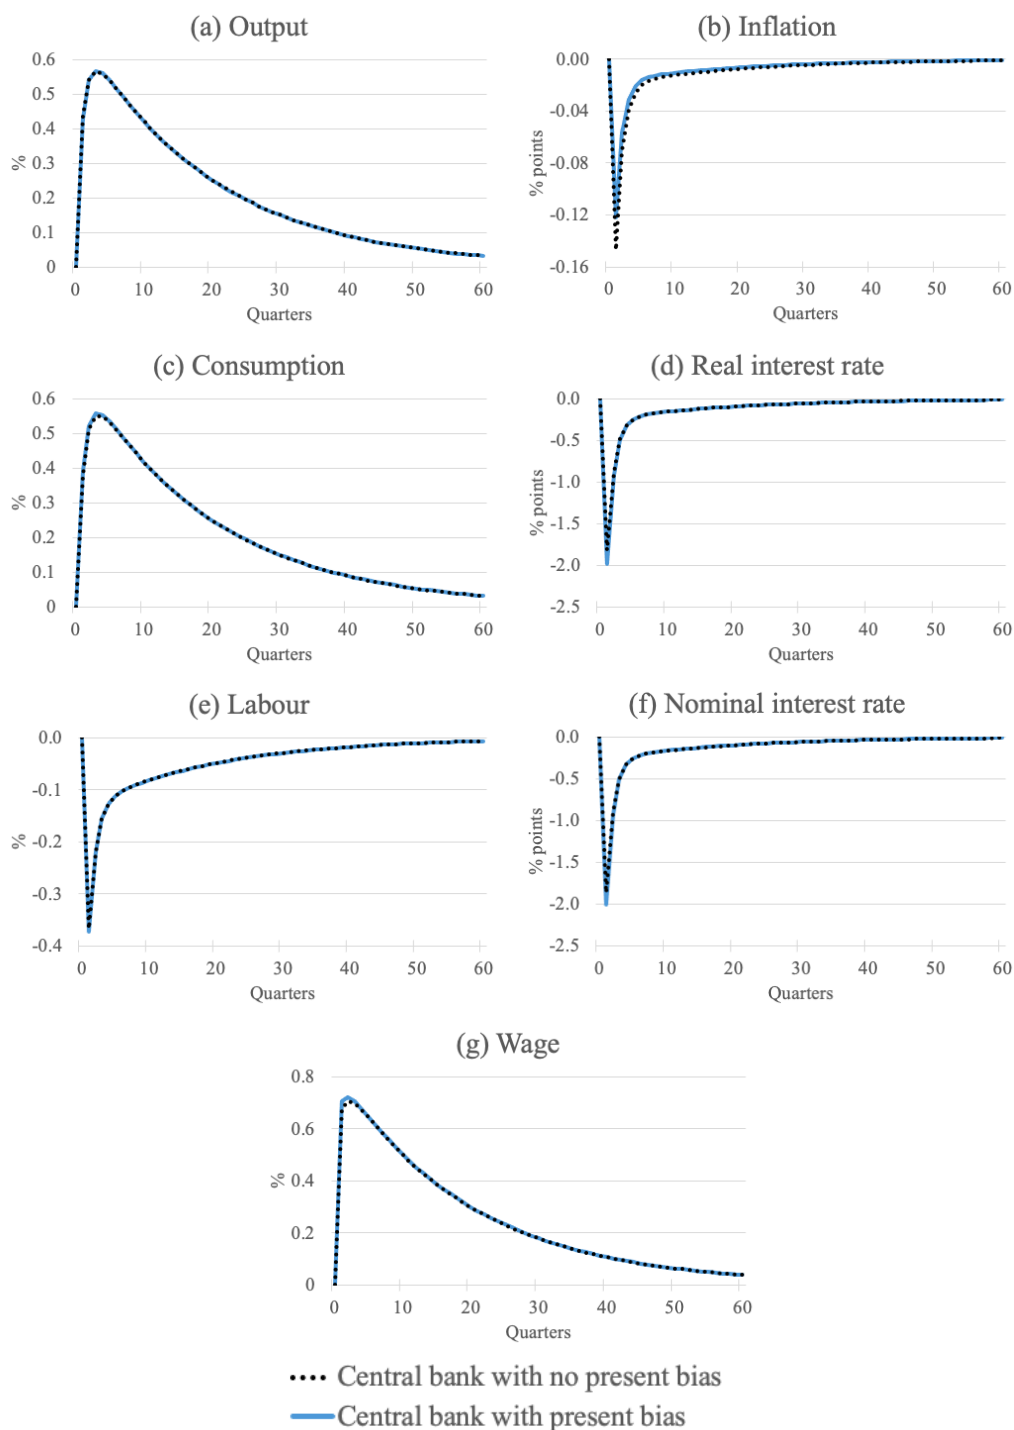 (a) Output
0.6
0.5
0.4
0.3
0.2
0.1
0
%
0 10 20 30 40 50 60
Quarters
(b) Inflation
0.00
-0.04
-0.08
-0.12
-0.16
% points
0 10 20 30 40 50 60
Quarters
(c) Consumption
0.6
0.5
0.4
0.3
0.2
0.1
0
%
0 10 20 30 40 50 60
Quarters
(d) Real interest rate
0.0
-0.5
-1.0
-1.5
-2.0
-2.5
% points
0 10 20 30 40 50 60
Quarters
(e) Labour
0.0
-0.1
-0.2
-0.3
-0.4
%
0 10 20 30 40 50 60
Quarters
(f) Nominal interest rate
0.0
-0.5
-1.0
-1.5
-2.0
-2.5
% points
0 10 20 30 40 50 60
Quarters
(g) Wage
0.8
0.6
0.4
0.2
0
%
0 10 20 30 40 50 60
Quarters
Central bank with no present bias
Central bank with present bias